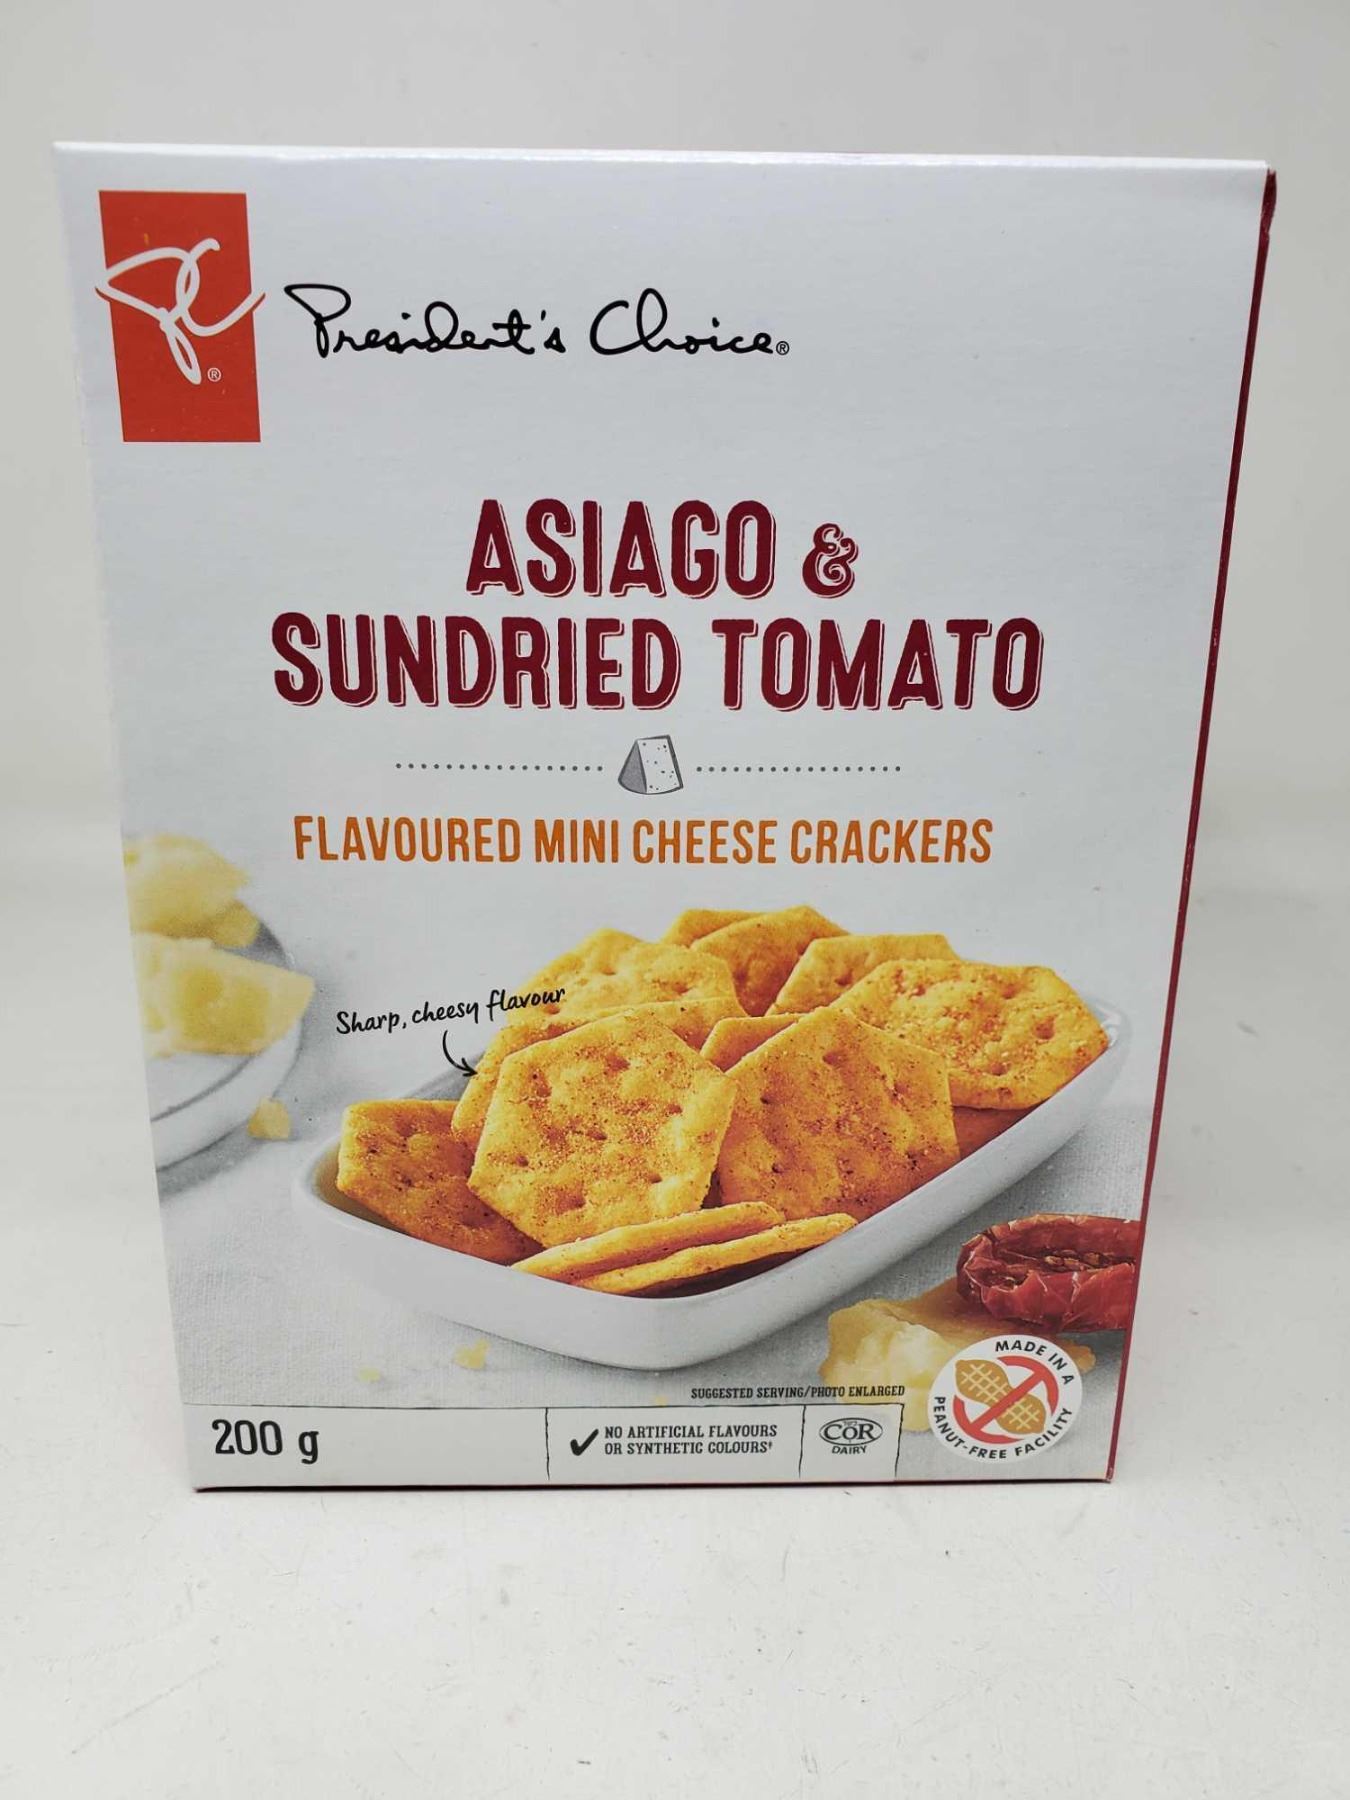 PC®
President's Choice®
ASIAGO &
SUNDRIED TOMATO
FLAVOURED MINI CHEESE CRACKERS
Sharp, cheesy flavour
SUGGESTED SERVING/PHOTO ENLARGED
200 g
✓ NO ARTIFICIAL FLAVOURS
OR SYNTHETIC COLOURS‡
COR
DAIRY
MADE IN A
PEANUT-FREE FACILITY